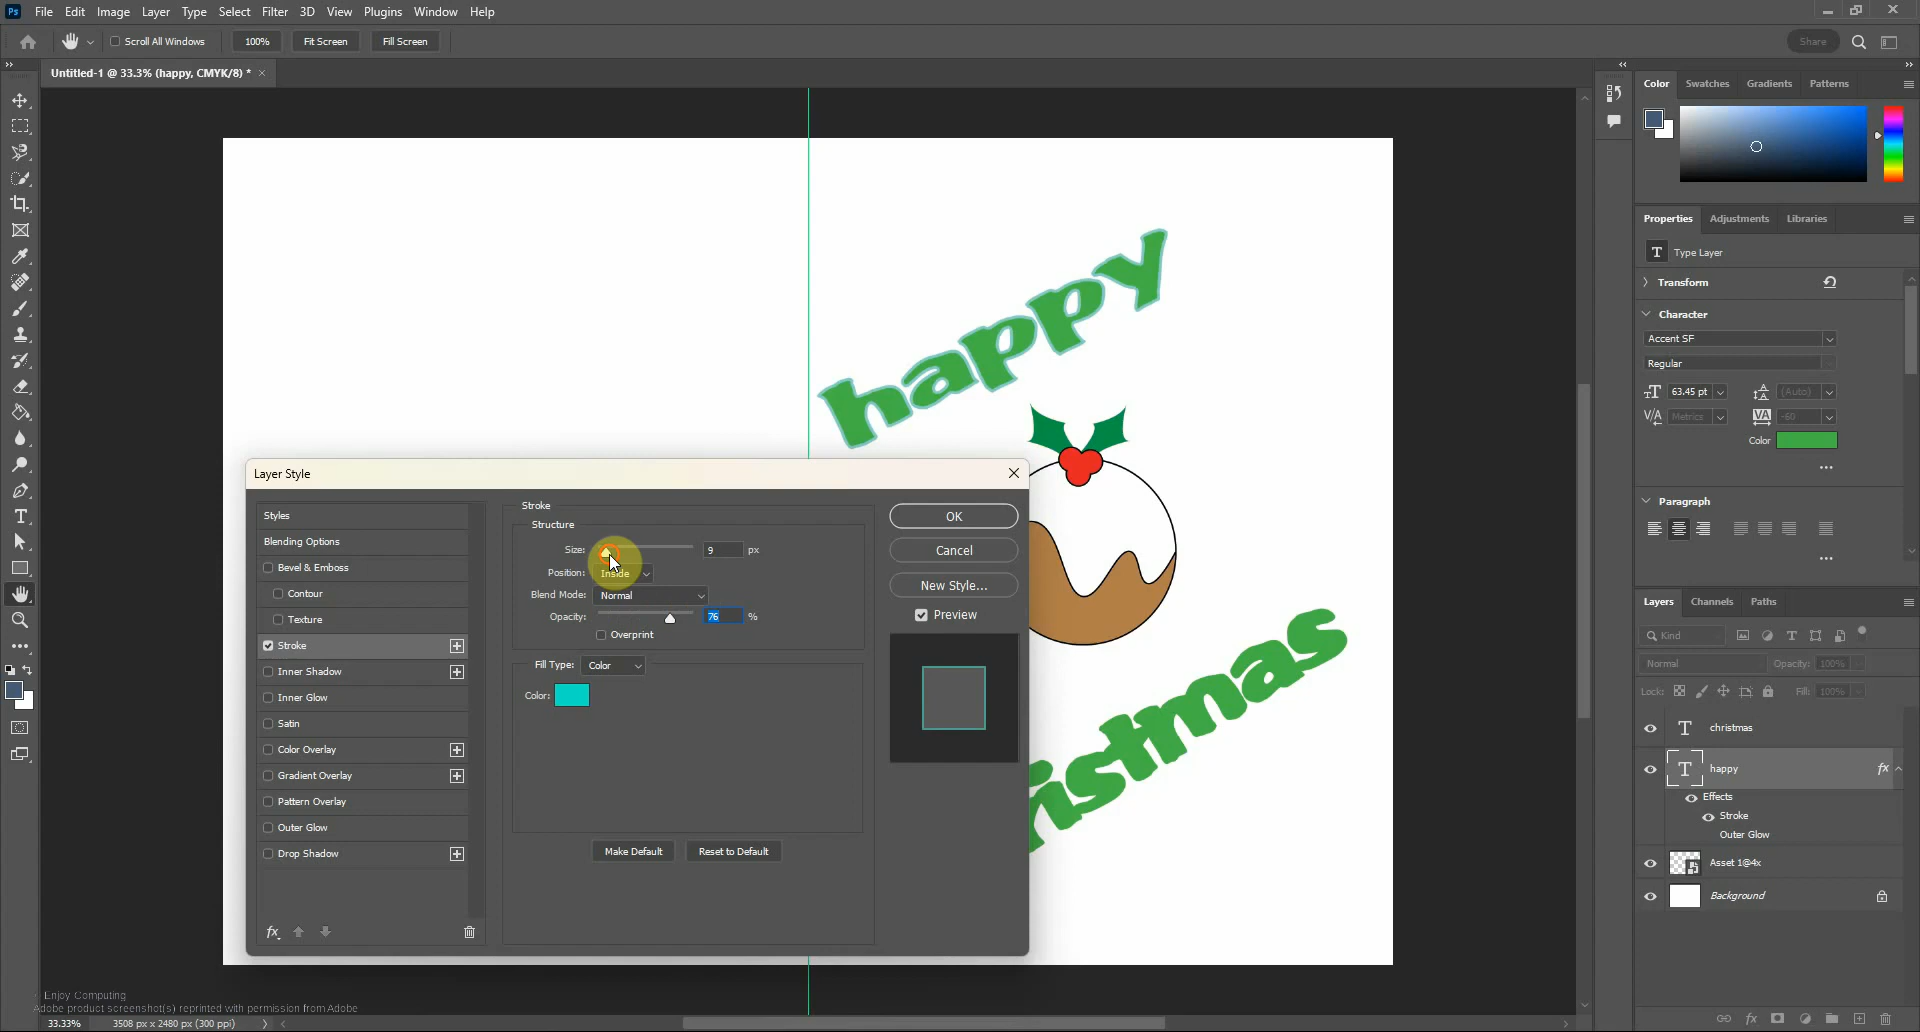 Ps File Edit Image Layer Type Select Filter 3D View Plugins Window Help
Scroll All Windows 100% Fit Screen Fill Screen Share
Untitled-1 @ 33.3% (happy, CMYK/8) * ×
Color Swatches Gradients Patterns
Properties Adjustments Libraries
T Type Layer
Transform
Character
Accent SF
Regular
63.45 pt (Auto)
Metrics -60
Color
Paragraph
Layers Channels Paths
Kind
Normal Opacity: 100%
Lock: Fill: 100%
T christmas
T happy fx
Effects
Stroke
Outer Glow
Asset 1@4x
Background
happy
ristmas
Layer Style
Styles
Blending Options
Bevel & Emboss
Contour
Texture
Stroke
Inner Shadow
Inner Glow
Satin
Color Overlay
Gradient Overlay
Pattern Overlay
Outer Glow
Drop Shadow
fx
Stroke
Structure
Size: 9 px
Position: Inside
Blend Mode: Normal
Opacity: 76 %
Overprint
Fill Type: Color
Color:
Make Default Reset to Default
OK
Cancel
New Style...
Preview
Enjoy Computing
Adobe product screenshot(s) reprinted with permission from Adobe
33.33% 3508 px x 2480 px (300 ppi)